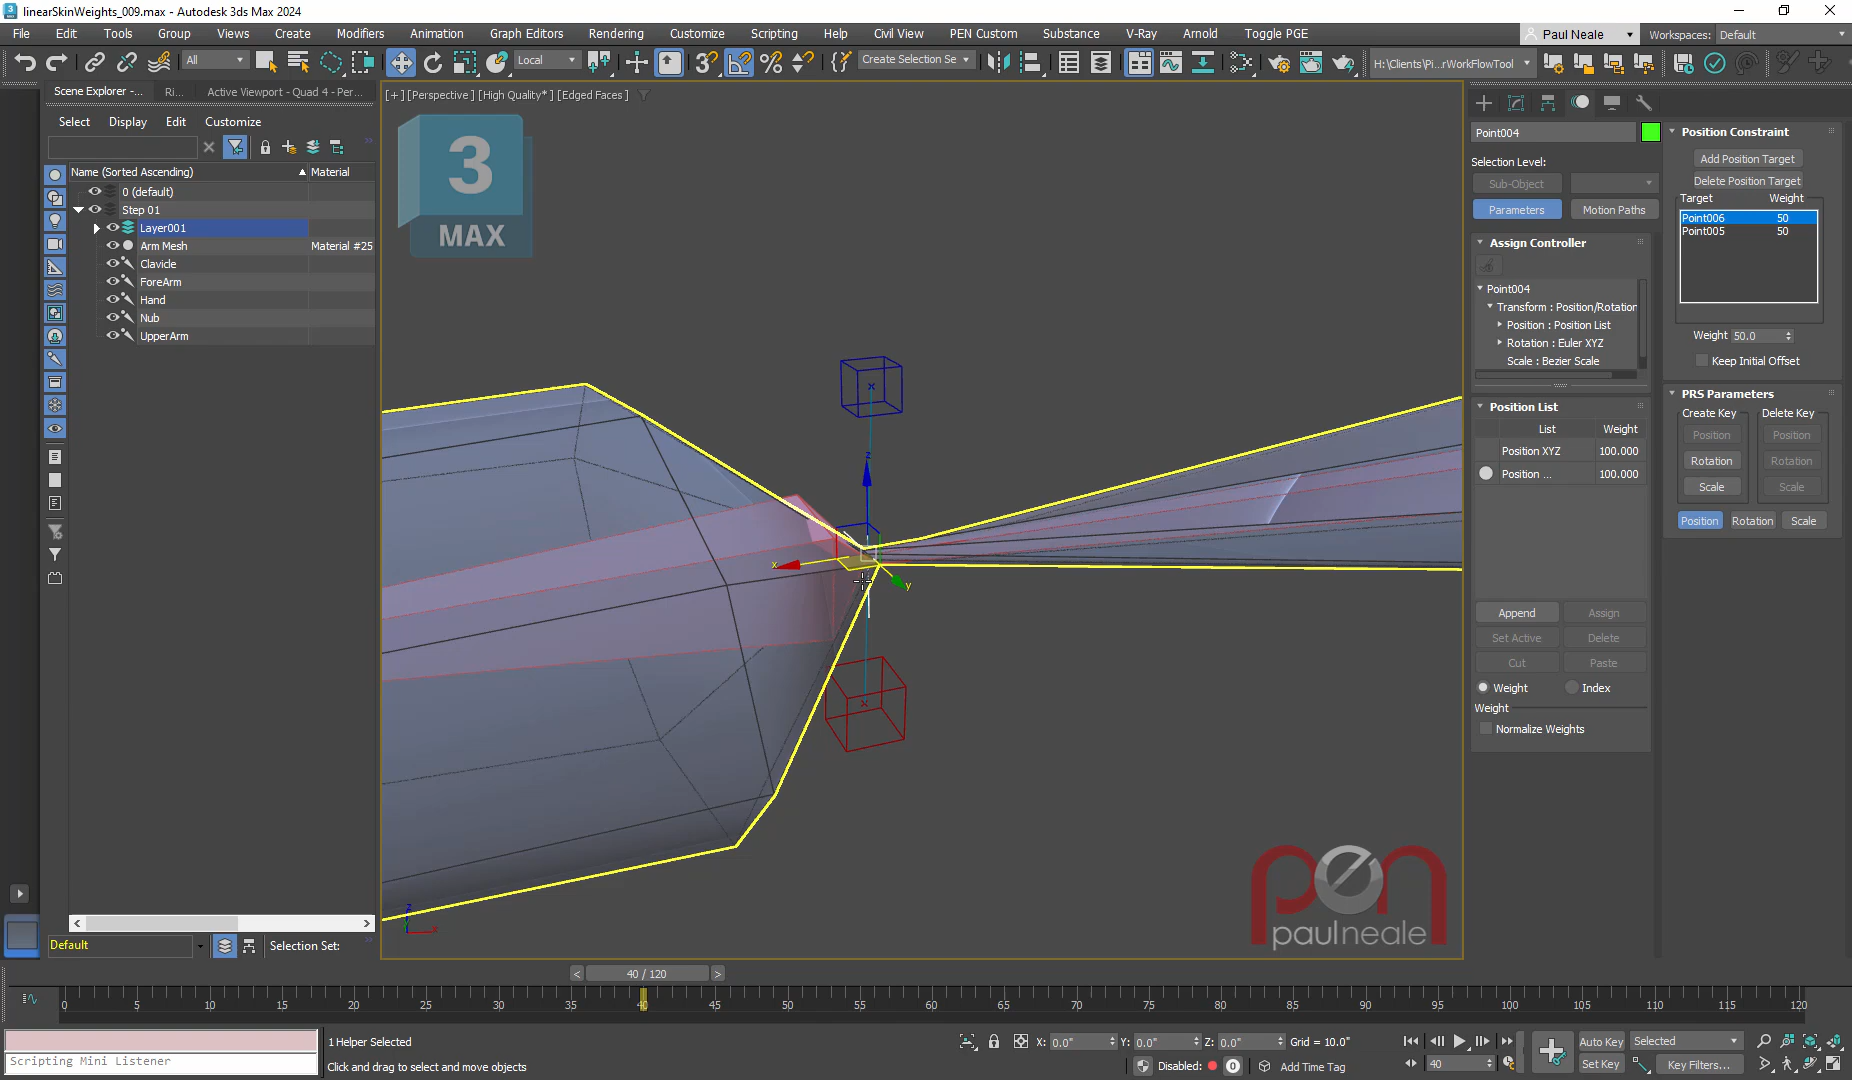 linearSkinWeights_009.max - Autodesk 3ds Max 2024
File Edit Tools Group Views Create Modifiers Animation Graph Editors Rendering Customize Scripting Help Civil View PEN Custom Substance V-Ray Arnold Toggle PGE
Paul Neale Workspaces: Default
All Local Create Selection Se H:\Clients\Pi...rWorkFlowTool
Scene Explorer -... Ri... Active Viewport - Quad 4 - Per...
Select Display Edit Customize
Name (Sorted Ascending) Material
0 (default)
Step 01
Layer001
Arm Mesh Material #25
Clavicle
ForeArm
Hand
Nub
UpperArm
Default Selection Set:
[+] [Perspective ] [High Quality* ] [Edged Faces ]
3
MAX
x y z
pen
paulneale
Point004
Selection Level:
Sub-Object
Parameters Motion Paths
Assign Controller
Point004
Transform : Position/Rotation
Position : Position List
Rotation : Euler XYZ
Scale : Bezier Scale
Position List
List Weight
Position XYZ 100.000
Position ... 100.000
Append Assign
Set Active Delete
Cut Paste
Weight Index
Weight
Normalize Weights
Position Constraint
Add Position Target
Delete Position Target
Target Weight
Point006 50
Point005 50
Weight 50.0
Keep Initial Offset
PRS Parameters
Create Key Delete Key
Position Position
Rotation Rotation
Scale Scale
Position Rotation Scale
< 40 / 120 >
0 5 10 15 20 25 30 35 40 45 50 55 60 65 70 75 80 85 90 95 100 105 110 115 120
Scripting Mini Listener
1 Helper Selected
Click and drag to select and move objects
X: 0.0" Y: 0.0" Z: 0.0" Grid = 10.0"
Disabled: 0 Add Time Tag
40
Auto Key Selected
Set Key Key Filters...